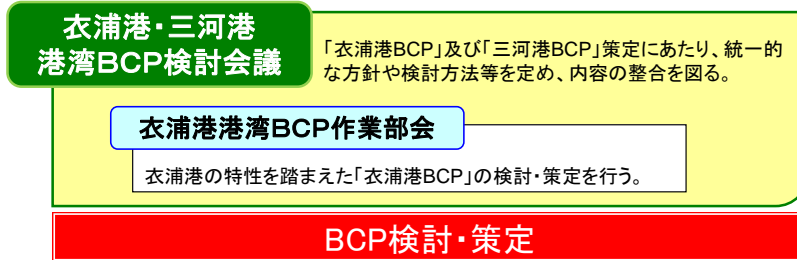 衣浦港・三河港
港湾BCP検討会議
「衣浦港BCP」及び「三河港BCP」策定にあたり、統一的
な方針や検討方法等を定め、内容の整合を図る。
衣浦港港湾BCP作業部会
衣浦港の特性を踏まえた「衣浦港BCP」の検討・策定を行う。
BCP検討・策定